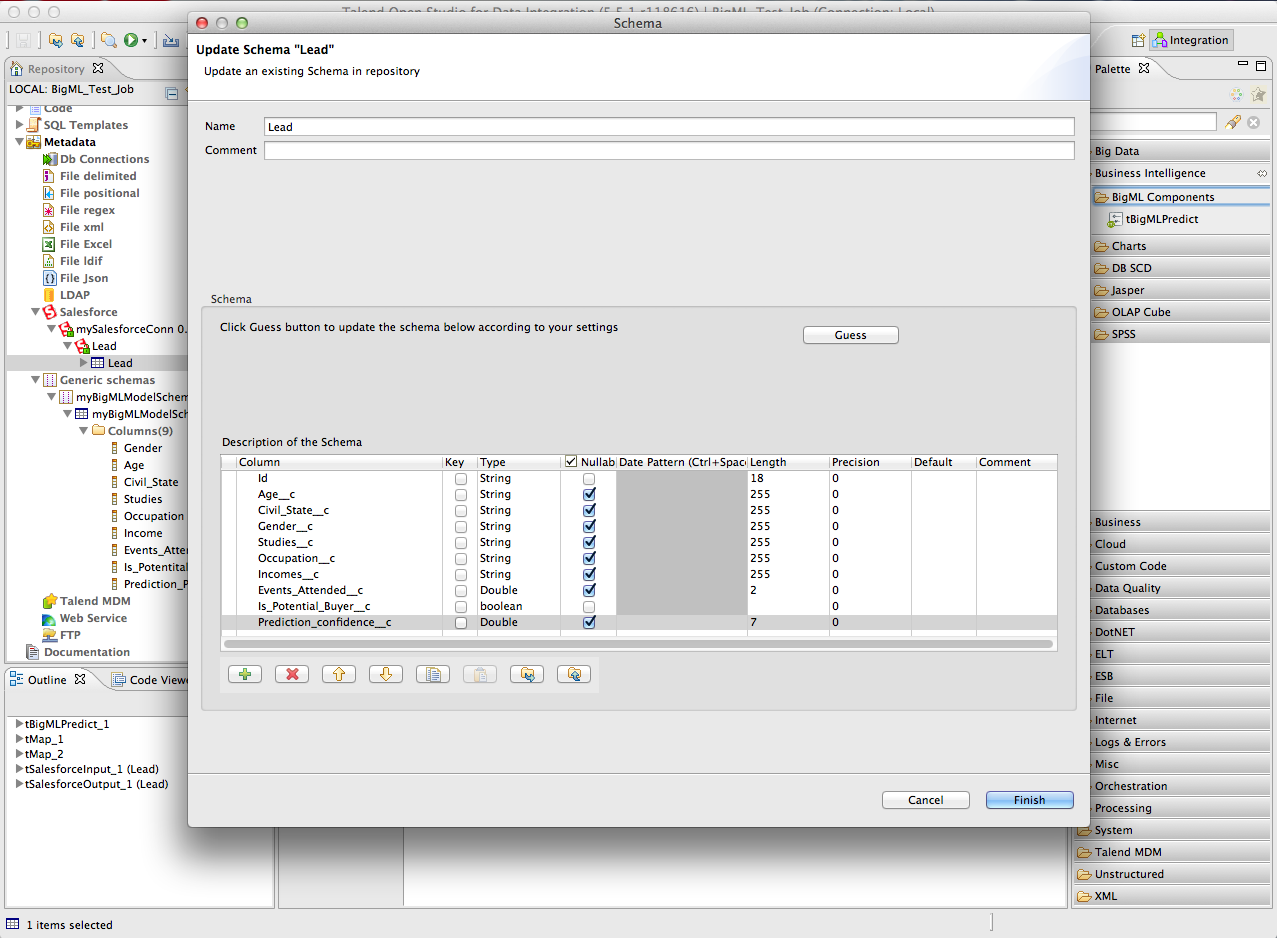 Talend Open Studio for Data Integration (5.5.1.r118616) | BigML_Test_Job (Connection: Local)
Schema
Integration
Repository
LOCAL: BigML_Test_Job
Code
SQL Templates
Metadata
Db Connections
File delimited
File positional
File regex
File xml
File Excel
File ldif
File Json
LDAP
Salesforce
mySalesforceConn 0.
Lead
Lead
Generic schemas
myBigMLModelSchem
myBigMLModelSch
Columns(9)
Gender
Age
Civil_State
Studies
Occupation
Income
Events_Atte
Is_Potentital
Prediction_P
Talend MDM
Web Service
FTP
Documentation
Outline
Code Viewe
tBigMLPredict_1
tMap_1
tMap_2
tSalesforceInput_1 (Lead)
tSalesforceOutput_1 (Lead)
1 items selected
Update Schema "Lead"
Update an existing Schema in repository
Name Lead
Comment
Schema
Click Guess button to update the schema below according to your settings
Guess
Description of the Schema
Column Key Type Nullab Date Pattern (Ctrl+Space Length Precision Default Comment
Id String 18 0
Age__c String 255 0
Civil_State__c String 255 0
Gender__c String 255 0
Studies__c String 255 0
Occupation__c String 255 0
Incomes__c String 255 0
Events_Attended__c Double 2 0
Is_Potential_Buyer__c boolean 0
Prediction_confidence__c Double 7 0
Cancel
Finish
Palette
Big Data
Business Intelligence
BigML Components
tBigMLPredict
Charts
DB SCD
Jasper
OLAP Cube
SPSS
Business
Cloud
Custom Code
Data Quality
Databases
DotNET
ELT
ESB
File
Internet
Logs & Errors
Misc
Orchestration
Processing
System
Talend MDM
Unstructured
XML